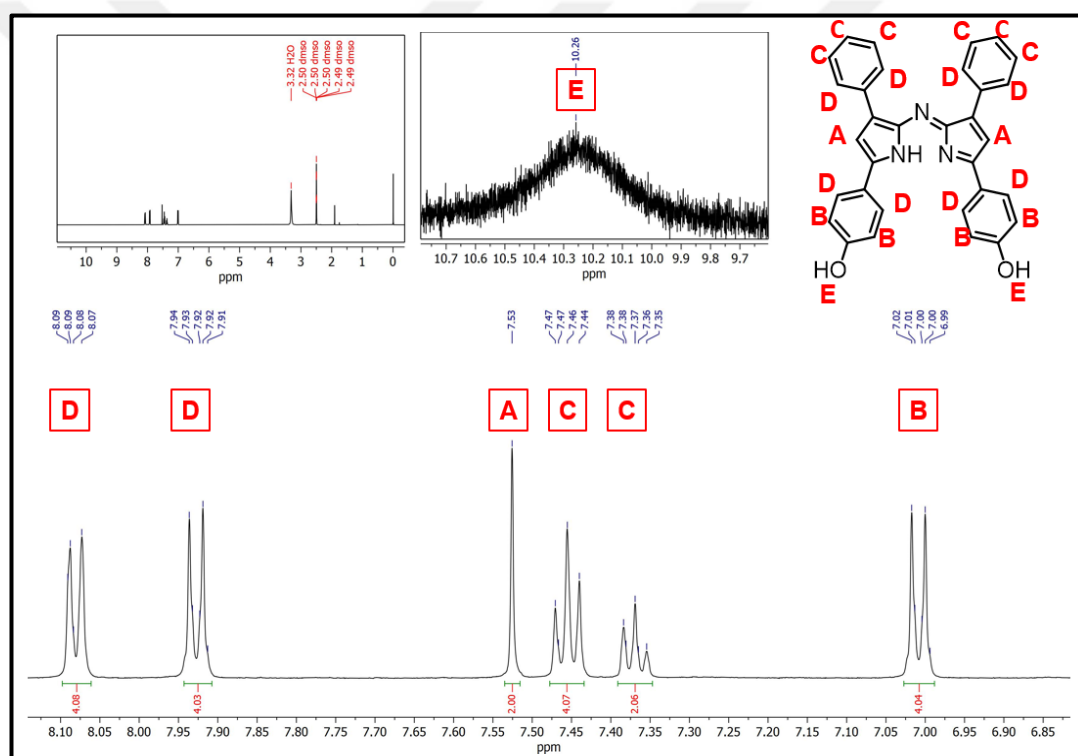 3.32 H2O
2.50 dmso
2.50 dmso
2.50 dmso
2.49 dmso
2.49 dmso
10 9 8 7 6 5 4 3 2 1 0
ppm
10.26
E
10.7 10.6 10.5 10.4 10.3 10.2 10.1 10.0 9.9 9.8 9.7
ppm
C C C C
C C
D D D D
N
A NH N A
D D D D
B B B B
HO OH
E E
8.09
8.09
8.08
8.07
7.94
7.93
7.92
7.92
7.91
7.53
7.47
7.47
7.46
7.44
7.38
7.38
7.37
7.36
7.35
7.02
7.01
7.00
7.00
6.99
D D A C C B
4.08 4.03 2.00 4.07 2.06 4.04
8.10 8.05 8.00 7.95 7.90 7.85 7.80 7.75 7.70 7.65 7.60 7.55 7.50 7.45 7.40 7.35 7.30 7.25 7.20 7.15 7.10 7.05 7.00 6.95 6.90 6.85
ppm